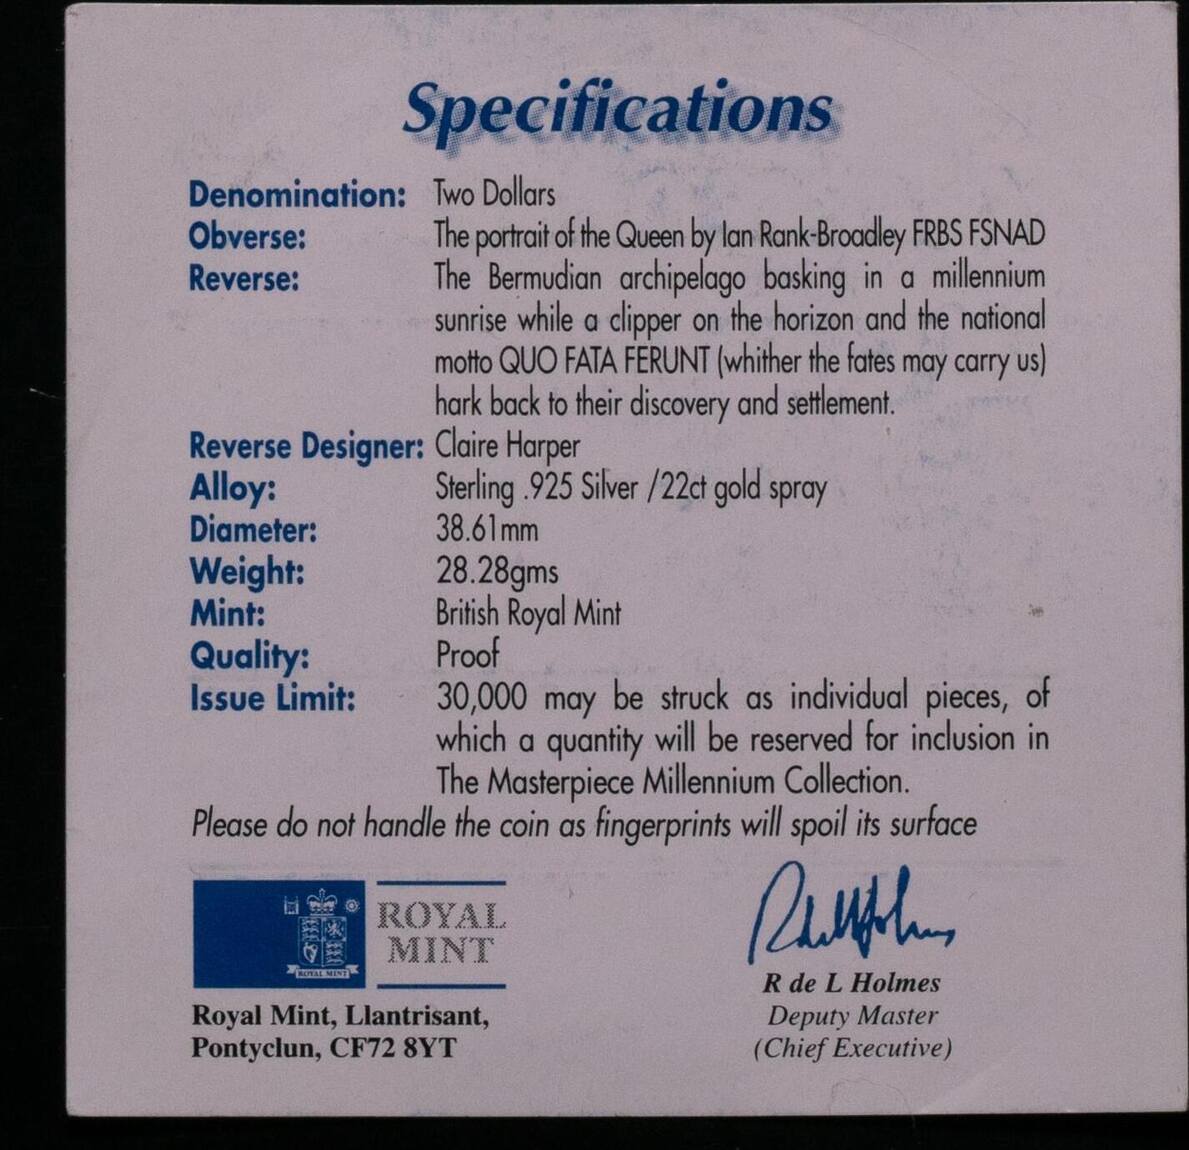 Specifications
Denomination: Two Dollars
Obverse: The portrait of the Queen by Ian Rank-Broadley FRBS FSNAD
Reverse: The Bermudian archipelago basking in a millennium
sunrise while a clipper on the horizon and the national
motto QUO FATA FERUNT (whither the fates may carry us)
hark back to their discovery and settlement.
Reverse Designer: Claire Harper
Alloy: Sterling .925 Silver /22ct gold spray
Diameter: 38.61mm
Weight: 28.28gms
Mint: British Royal Mint
Quality: Proof
Issue Limit: 30,000 may be struck as individual pieces, of
which a quantity will be reserved for inclusion in
The Masterpiece Millennium Collection.
Please do not handle the coin as fingerprints will spoil its surface
ROYAL MINT
ROYAL
MINT
Royal Mint, Llantrisant,
Pontyclun, CF72 8YT
R de L Holmes
Deputy Master
(Chief Executive)